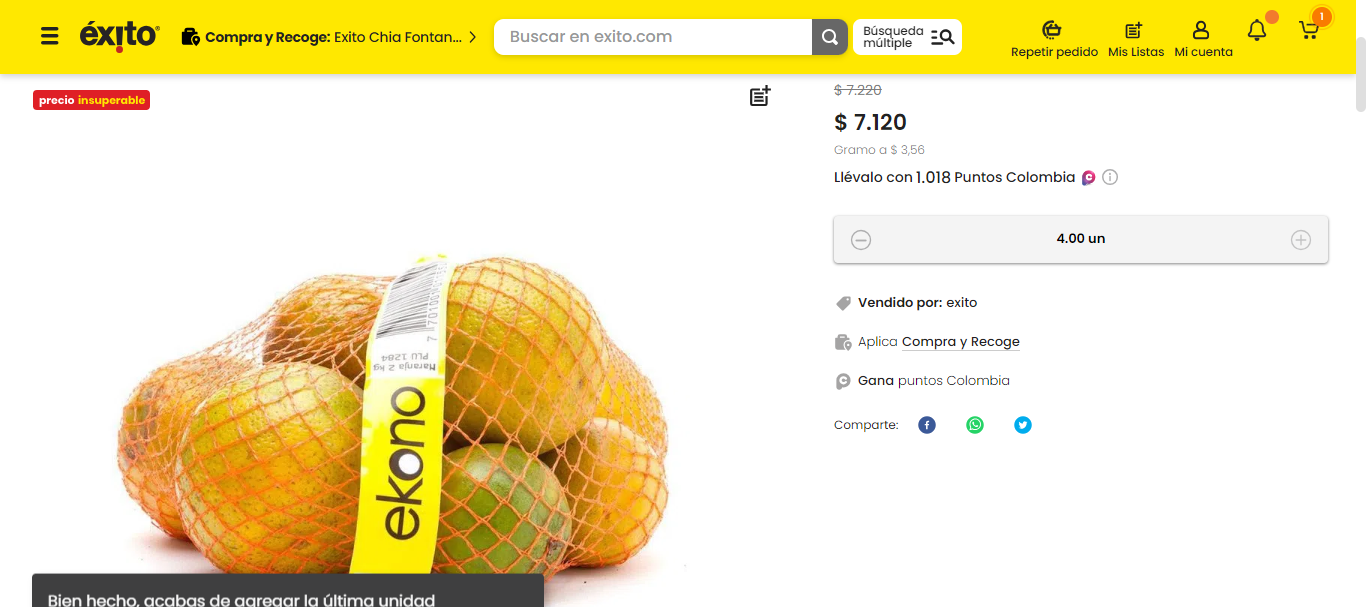 éxito
Compra y Recoge: Exito Chia Fontan...
Buscar en exito.com
Búsqueda
múltiple
Repetir pedido
Mis Listas
Mi cuenta
1
precio insuperable
$ 7.220
$ 7.120
Gramo a $ 3,56
Llévalo con 1.018 Puntos Colombia
4.00 un
Vendido por: exito
Aplica Compra y Recoge
Gana puntos Colombia
Comparte:
Naranja 2 kg
PLU 1284
ekono
Bien hecho, acabas de agregar la última unidad